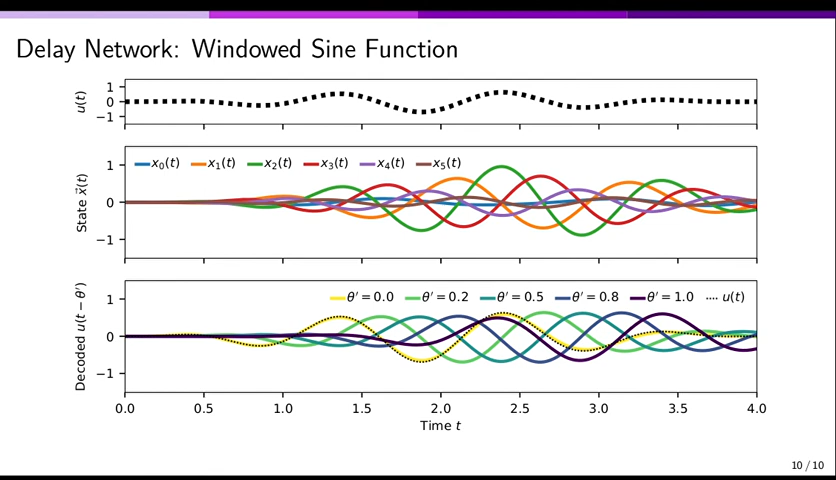 Delay Network: Windowed Sine Function
u(t)
1
0
−1
State x⃗(t)
1
0
−1
x₀(t) x₁(t) x₂(t) x₃(t) x₄(t) x₅(t)
Decoded u(t − θ′)
1
0
−1
θ′ = 0.0 θ′ = 0.2 θ′ = 0.5 θ′ = 0.8 θ′ = 1.0 u(t)
0.0 0.5 1.0 1.5 2.0 2.5 3.0 3.5 4.0
Time t
10 / 10